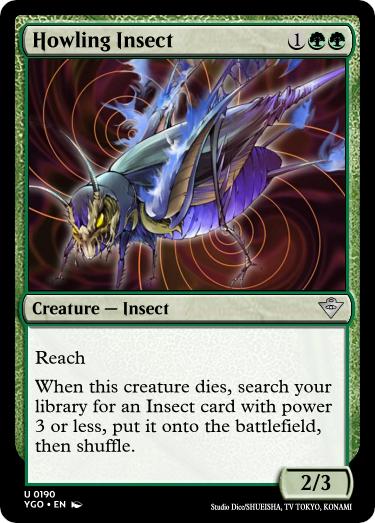 Howling Insect 1
Creature — Insect
Reach
When this creature dies, search your
library for an Insect card with power
3 or less, put it onto the battlefield,
then shuffle.
2/3
U 0190
YGO • EN
Studio Dice/SHUEISHA, TV TOKYO, KONAMI